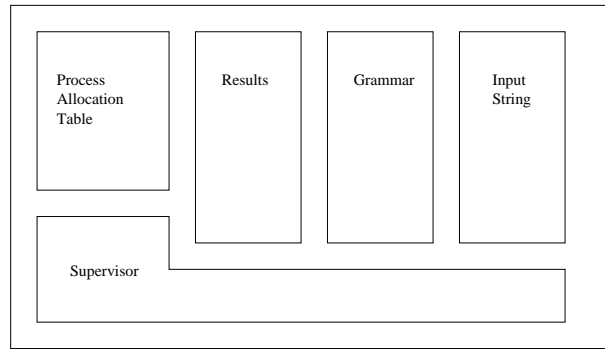 Process
Allocation
Table
Results
Grammar
Input
String
Supervisor